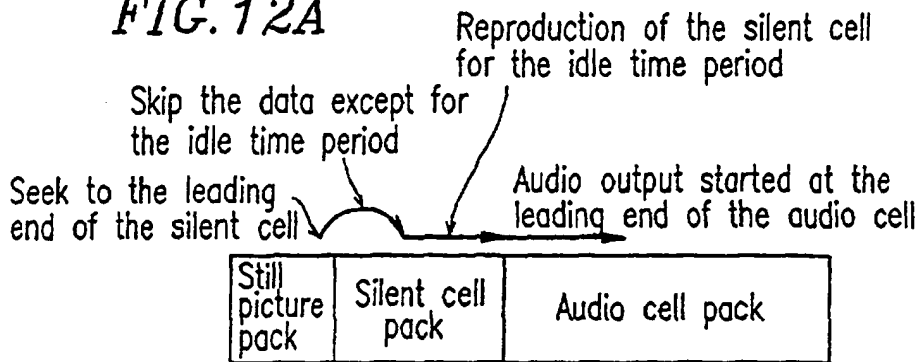 FIG. 12A
Reproduction of the silent cell
for the idle time period
Skip the data except for
the idle time period
Seek to the leading
end of the silent cell
Audio output started at the
leading end of the audio cell
Still
picture
pack
Silent cell
pack
Audio cell pack